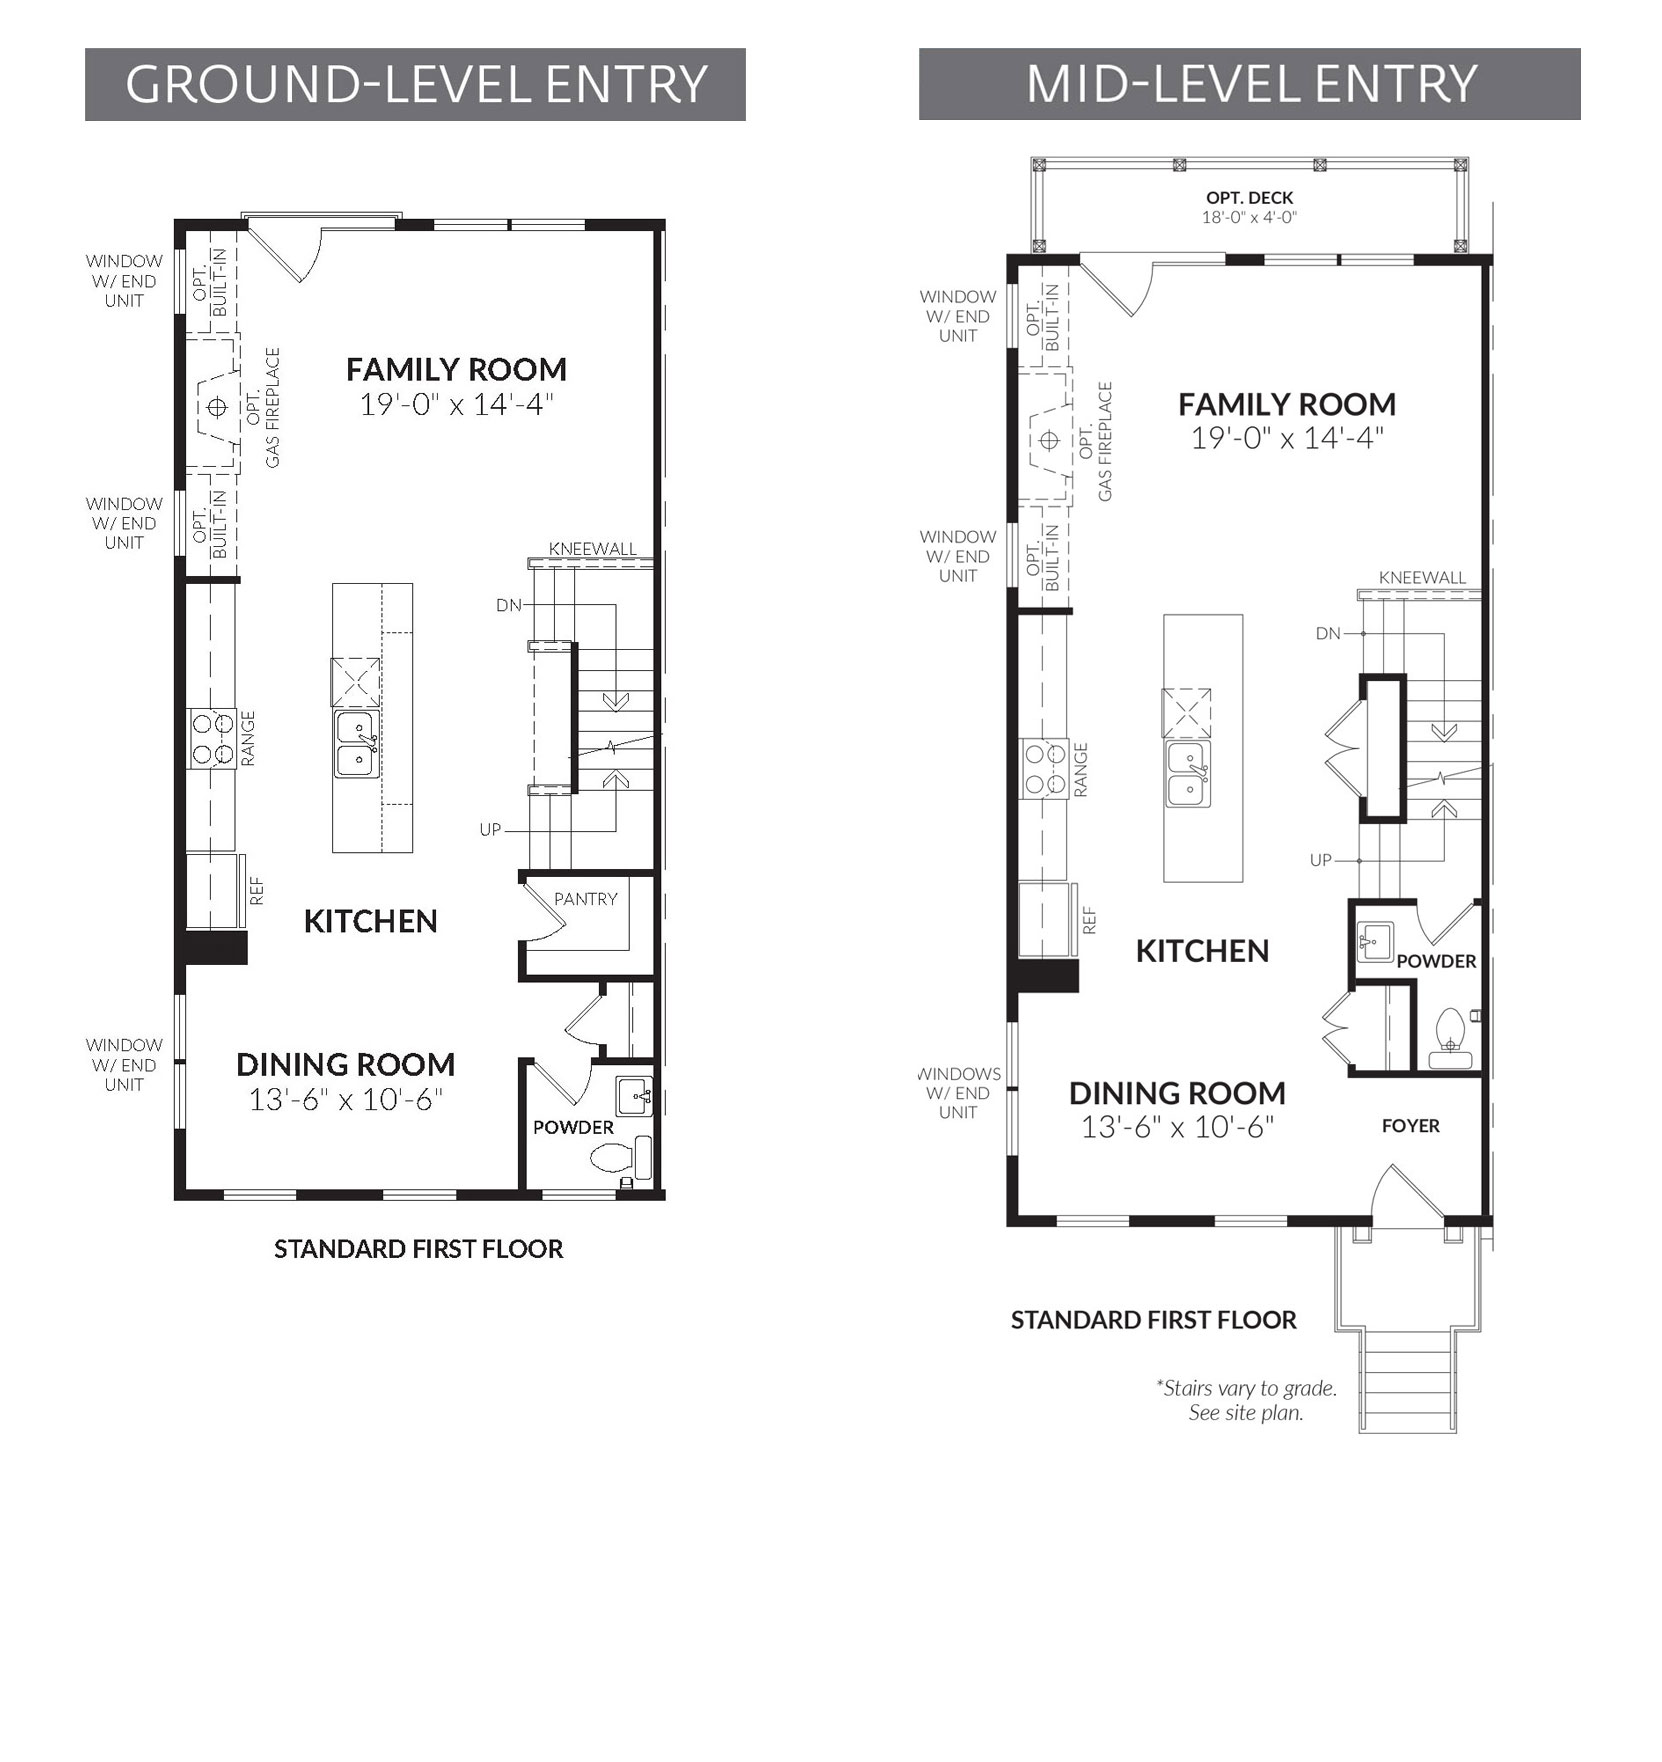 GROUND-LEVEL ENTRY
WINDOW
W/ END
UNIT
OPT.
BUILT-IN
FAMILY ROOM
19'-0" x 14'-4"
OPT.
GAS FIREPLACE
WINDOW
W/ END
UNIT
OPT.
BUILT-IN
KNEEWALL
DN
RANGE
UP
REF
PANTRY
KITCHEN
WINDOW
W/ END
UNIT
DINING ROOM
13'-6" x 10'-6"
POWDER
STANDARD FIRST FLOOR
MID-LEVEL ENTRY
OPT. DECK
18'-0" x 4'-0"
WINDOW
W/ END
UNIT
OPT.
BUILT-IN
FAMILY ROOM
19'-0" x 14'-4"
OPT.
GAS FIREPLACE
WINDOW
W/ END
UNIT
OPT.
BUILT-IN
KNEEWALL
DN
RANGE
UP
REF
KITCHEN
POWDER
WINDOWS
W/ END
UNIT
DINING ROOM
13'-6" x 10'-6"
FOYER
STANDARD FIRST FLOOR
*Stairs vary to grade.
See site plan.